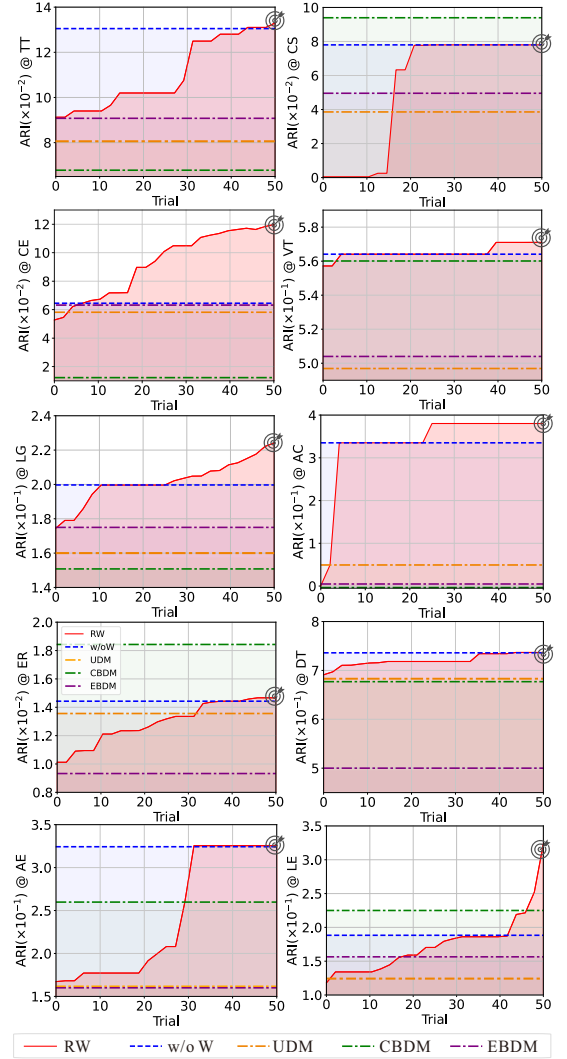 ARI(×10⁻²) @ TT
14
13
12
11
10
9
8
7
0 10 20 30 40 50
Trial
ARI(×10⁻²) @ CS
10
8
6
4
2
0
0 10 20 30 40 50
Trial
ARI(×10⁻²) @ CE
12
10
8
6
4
2
0 10 20 30 40 50
Trial
ARI(×10⁻¹) @ VT
5.8
5.6
5.4
5.2
5.0
0 10 20 30 40 50
Trial
ARI(×10⁻¹) @ LG
2.4
2.2
2.0
1.8
1.6
1.4
0 10 20 30 40 50
Trial
ARI(×10⁻¹) @ AC
4
3
2
1
0
0 10 20 30 40 50
Trial
ARI(×10⁻²) @ ER
2.0
1.8
1.6
1.4
1.2
1.0
0.8
RW
w/oW
UDM
CBDM
EBDM
0 10 20 30 40 50
Trial
ARI(×10⁻¹) @ DT
8
7
6
5
0 10 20 30 40 50
Trial
ARI(×10⁻¹) @ AE
3.5
3.0
2.5
2.0
1.5
0 10 20 30 40 50
Trial
ARI(×10⁻¹) @ LE
3.5
3.0
2.5
2.0
1.5
1.0
0 10 20 30 40 50
Trial
RW w/o W UDM CBDM EBDM